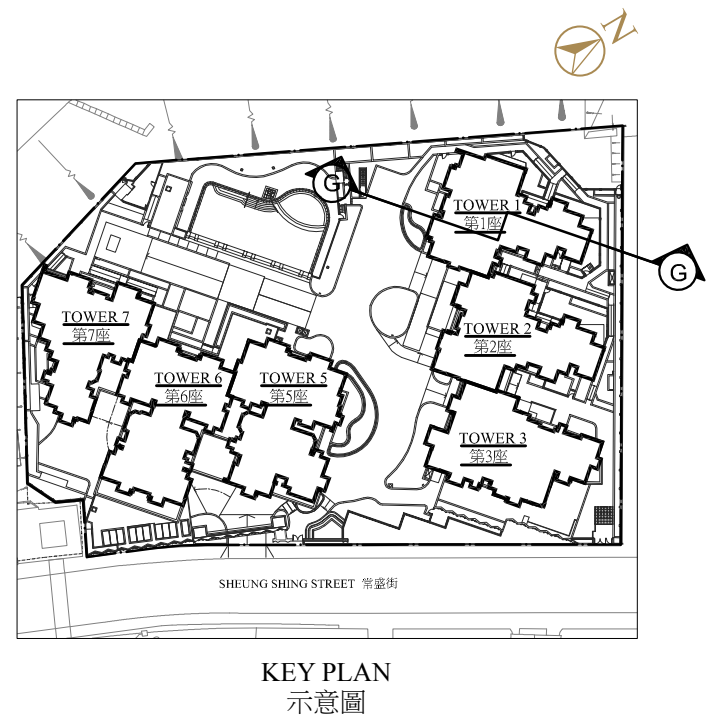 N
G
TOWER 1
第1座
G
TOWER 7
第7座
TOWER 2
第2座
TOWER 6
第6座
TOWER 5
第5座
TOWER 3
第3座
SHEUNG SHING STREET 常盛街
KEY PLAN
示意圖